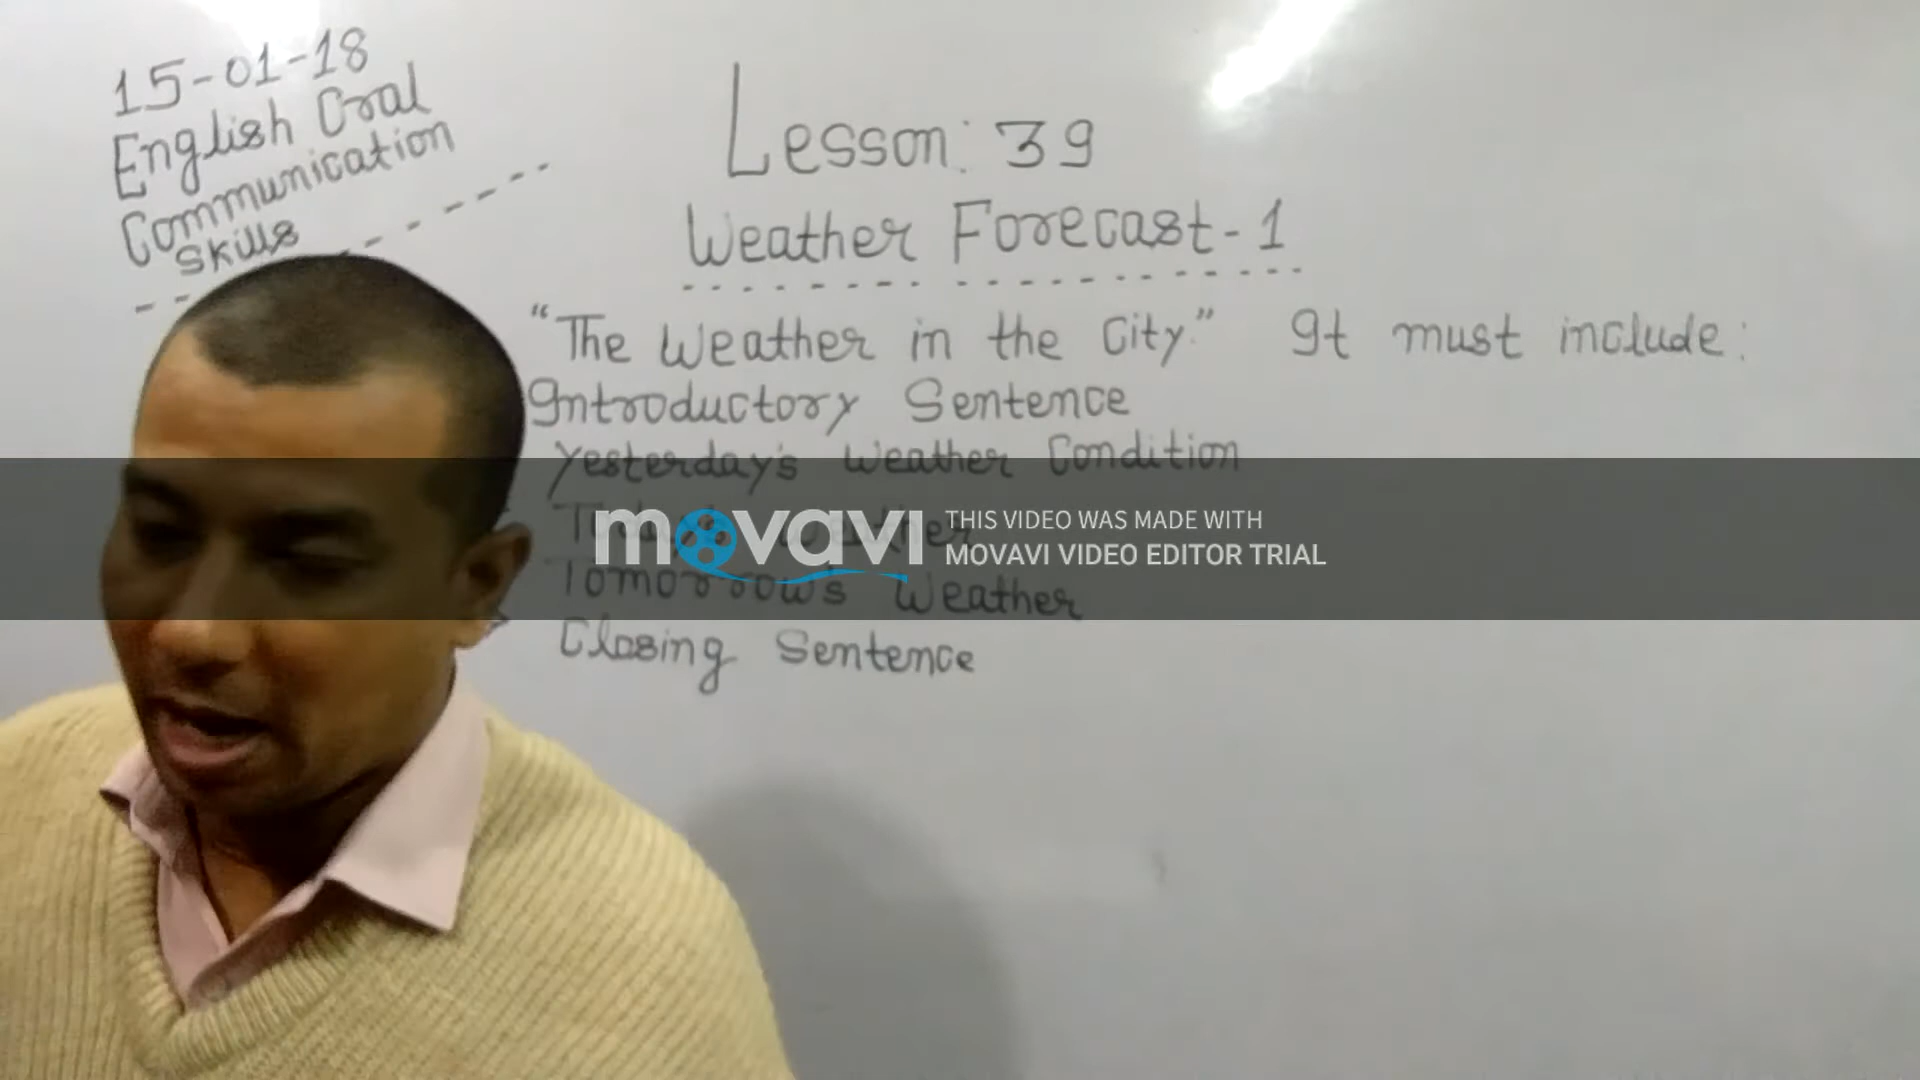 15-01-18
English Oral
Communication
Skills
Lesson: 39
Weather Forecast-1
"The Weather in the City." It must include:
Introductory Sentence
Yesterday's Weather Condition
Today's Weather
Tomorrow's Weather
Closing Sentence
movavi
THIS VIDEO WAS MADE WITH
MOVAVI VIDEO EDITOR TRIAL